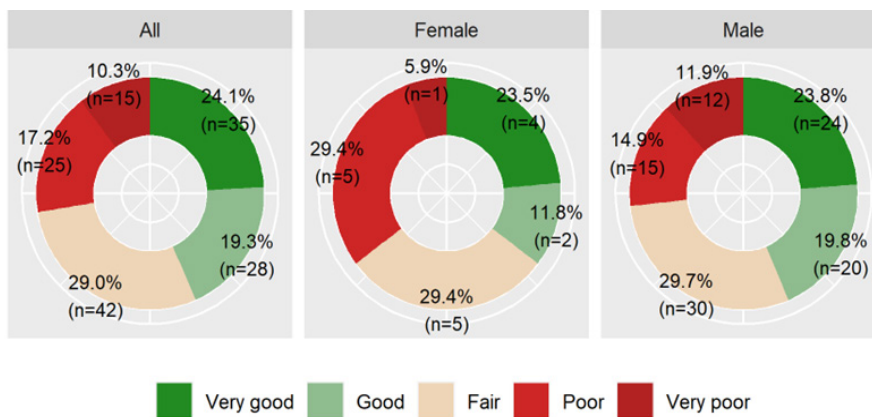 All
10.3%
(n=15)
24.1%
(n=35)
17.2%
(n=25)
19.3%
(n=28)
29.0%
(n=42)
Female
5.9%
(n=1)
23.5%
(n=4)
29.4%
(n=5)
11.8%
(n=2)
29.4%
(n=5)
Male
11.9%
(n=12)
23.8%
(n=24)
14.9%
(n=15)
19.8%
(n=20)
29.7%
(n=30)
Very good Good Fair Poor Very poor